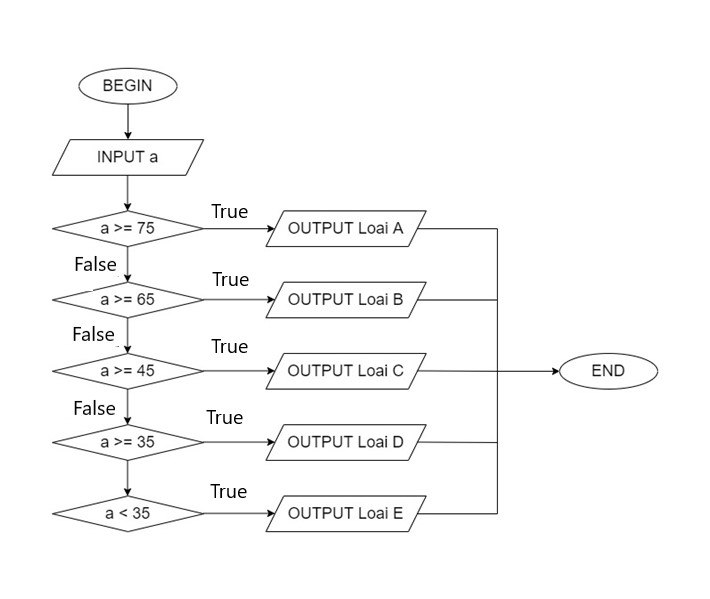 BEGIN
INPUT a
a >= 75
True
OUTPUT Loai A
False
a >= 65
True
OUTPUT Loai B
False
a >= 45
True
OUTPUT Loai C
END
False
a >= 35
True
OUTPUT Loai D
a < 35
True
OUTPUT Loai E